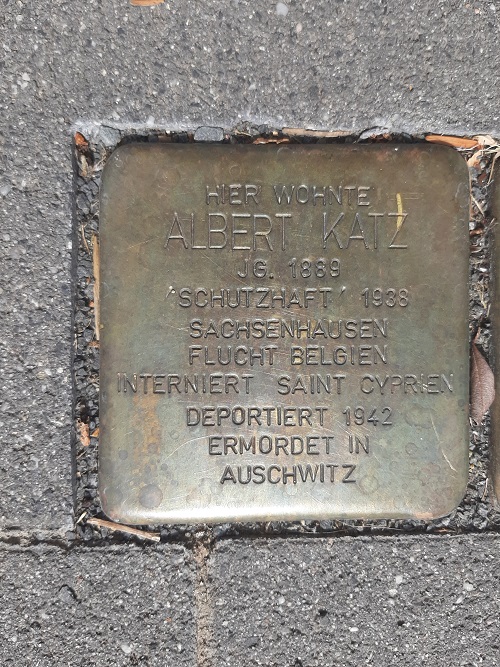 HIER WOHNTE
ALBERT KATZ
JG. 1889
'SCHUTZHAFT' 1938
SACHSENHAUSEN
FLUCHT BELGIEN
INTERNIERT SAINT CYPRIEN
DEPORTIERT 1942
ERMORDET IN
AUSCHWITZ